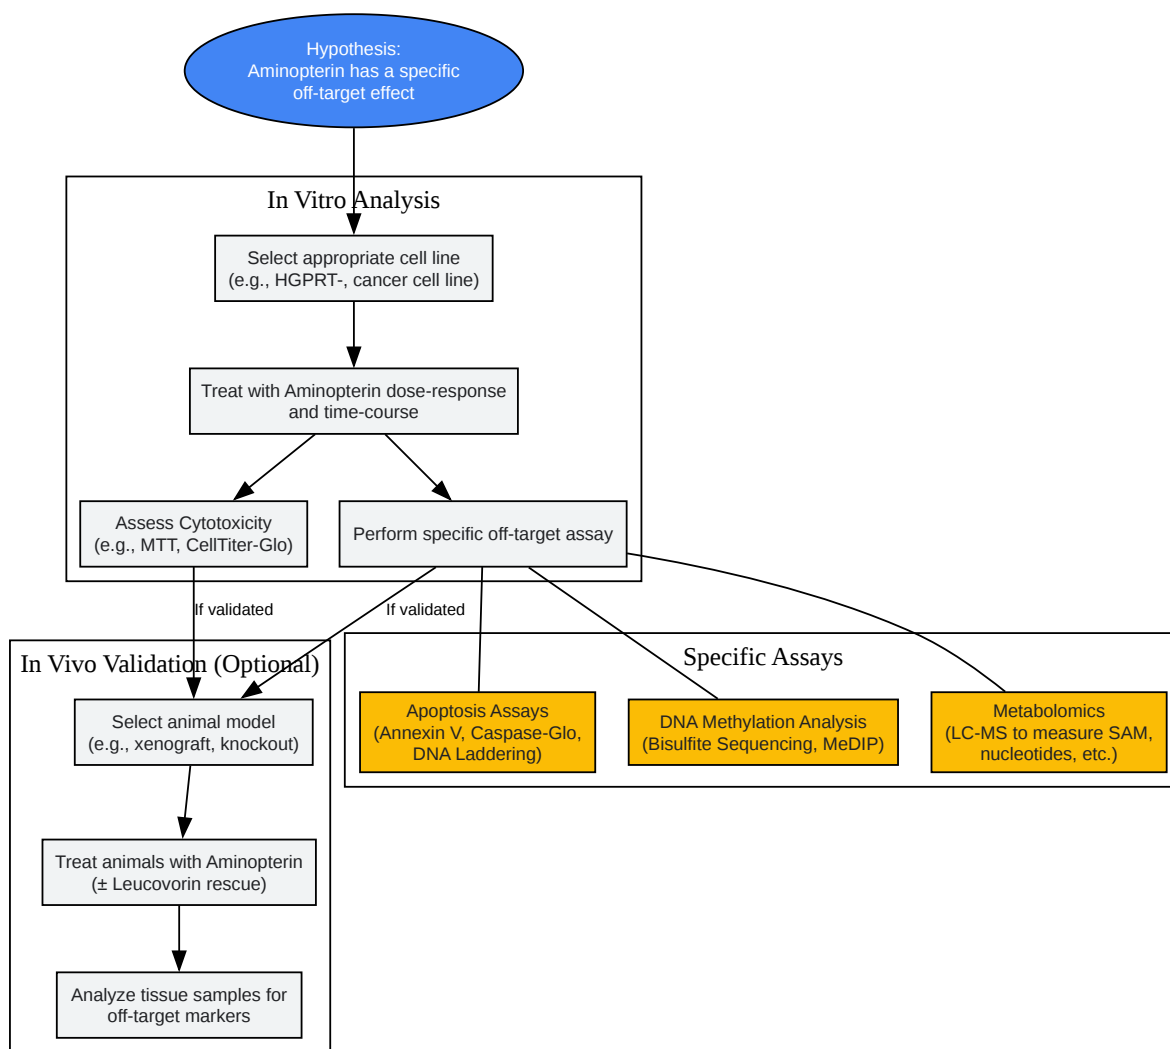 Hypothesis:
Aminopterin has a specific
off-target effect
In Vitro Analysis
Select appropriate cell line
(e.g., HGPRT-, cancer cell line)
Treat with Aminopterin dose-response
and time-course
Assess Cytotoxicity
(e.g., MTT, CellTiter-Glo)
Perform specific off-target assay
If validated
If validated
In Vivo Validation (Optional)
Select animal model
(e.g., xenograft, knockout)
Treat animals with Aminopterin
(± Leucovorin rescue)
Analyze tissue samples for
off-target markers
Specific Assays
Apoptosis Assays
(Annexin V, Caspase-Glo,
DNA Laddering)
DNA Methylation Analysis
(Bisulfite Sequencing, MeDIP)
Metabolomics
(LC-MS to measure SAM,
nucleotides, etc.)